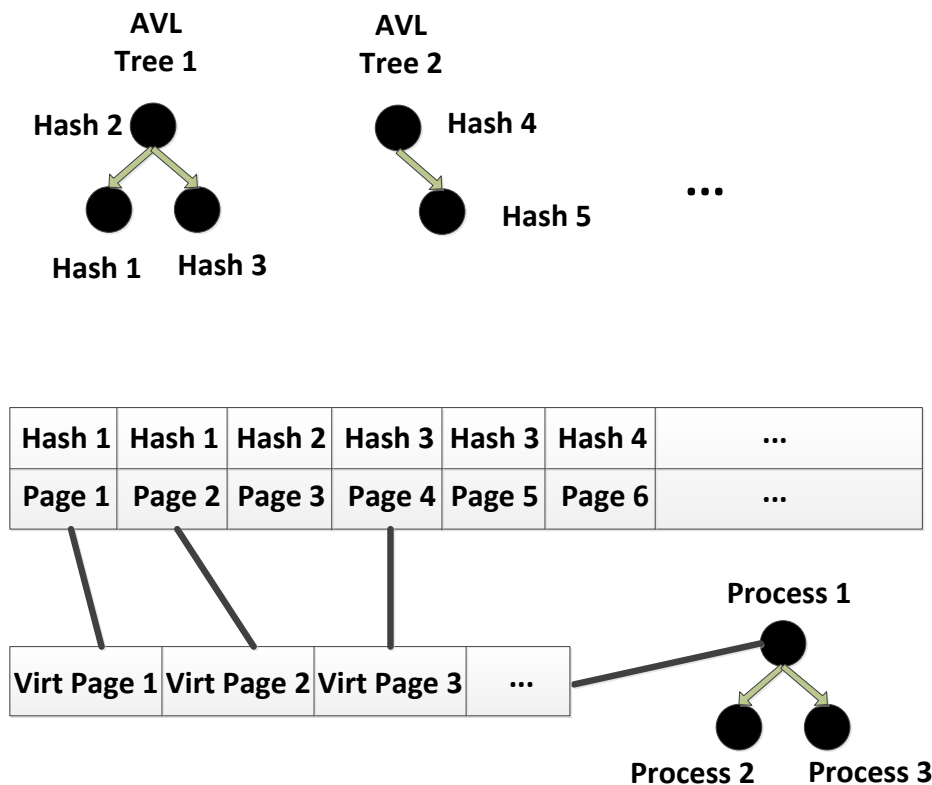 AVL
Tree 1
AVL
Tree 2
Hash 2
Hash 4
Hash 5
...
Hash 1
Hash 3
Hash 1 Hash 1 Hash 2 Hash 3 Hash 3 Hash 4 ...
Page 1 Page 2 Page 3 Page 4 Page 5 Page 6 ...
Process 1
Virt Page 1 Virt Page 2 Virt Page 3 ...
Process 2
Process 3